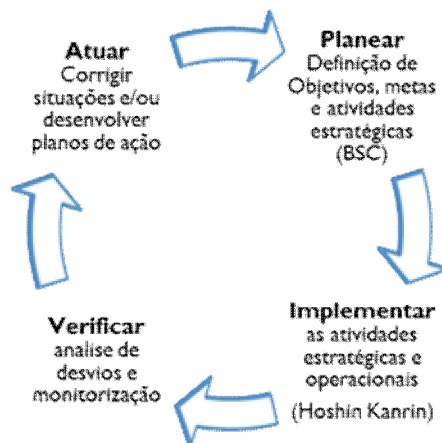 Atuar
Corrigir
situações e/ou
desenvolver
planos de ação
Planear
Definição de
Objetivos, metas
e atividades
estratégicas
(BSC)
Implementar
as atividades
estratégicas e
operacionais
(Hoshin Kanrin)
Verificar
analise de
desvios e
monitorização